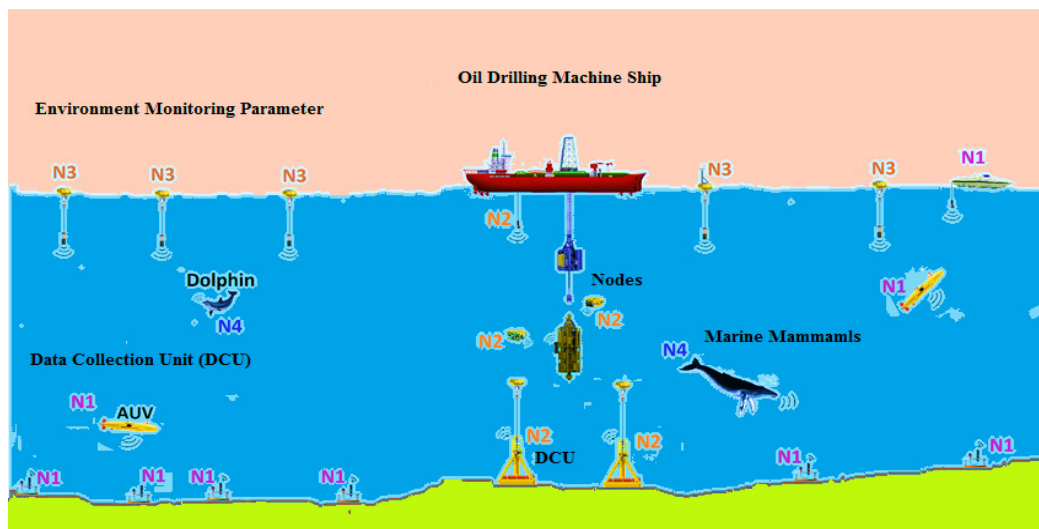 Oil Drilling Machine Ship
Environment Monitoring Parameter
N3 N3 N3 N3 N3 N1
N2
Dolphin
N4
Nodes
N1
N2
N2
Marine Mammamls
N4
Data Collection Unit (DCU)
N1 AUV
N2 N2
DCU
N1 N1 N1 N1 N1 N1